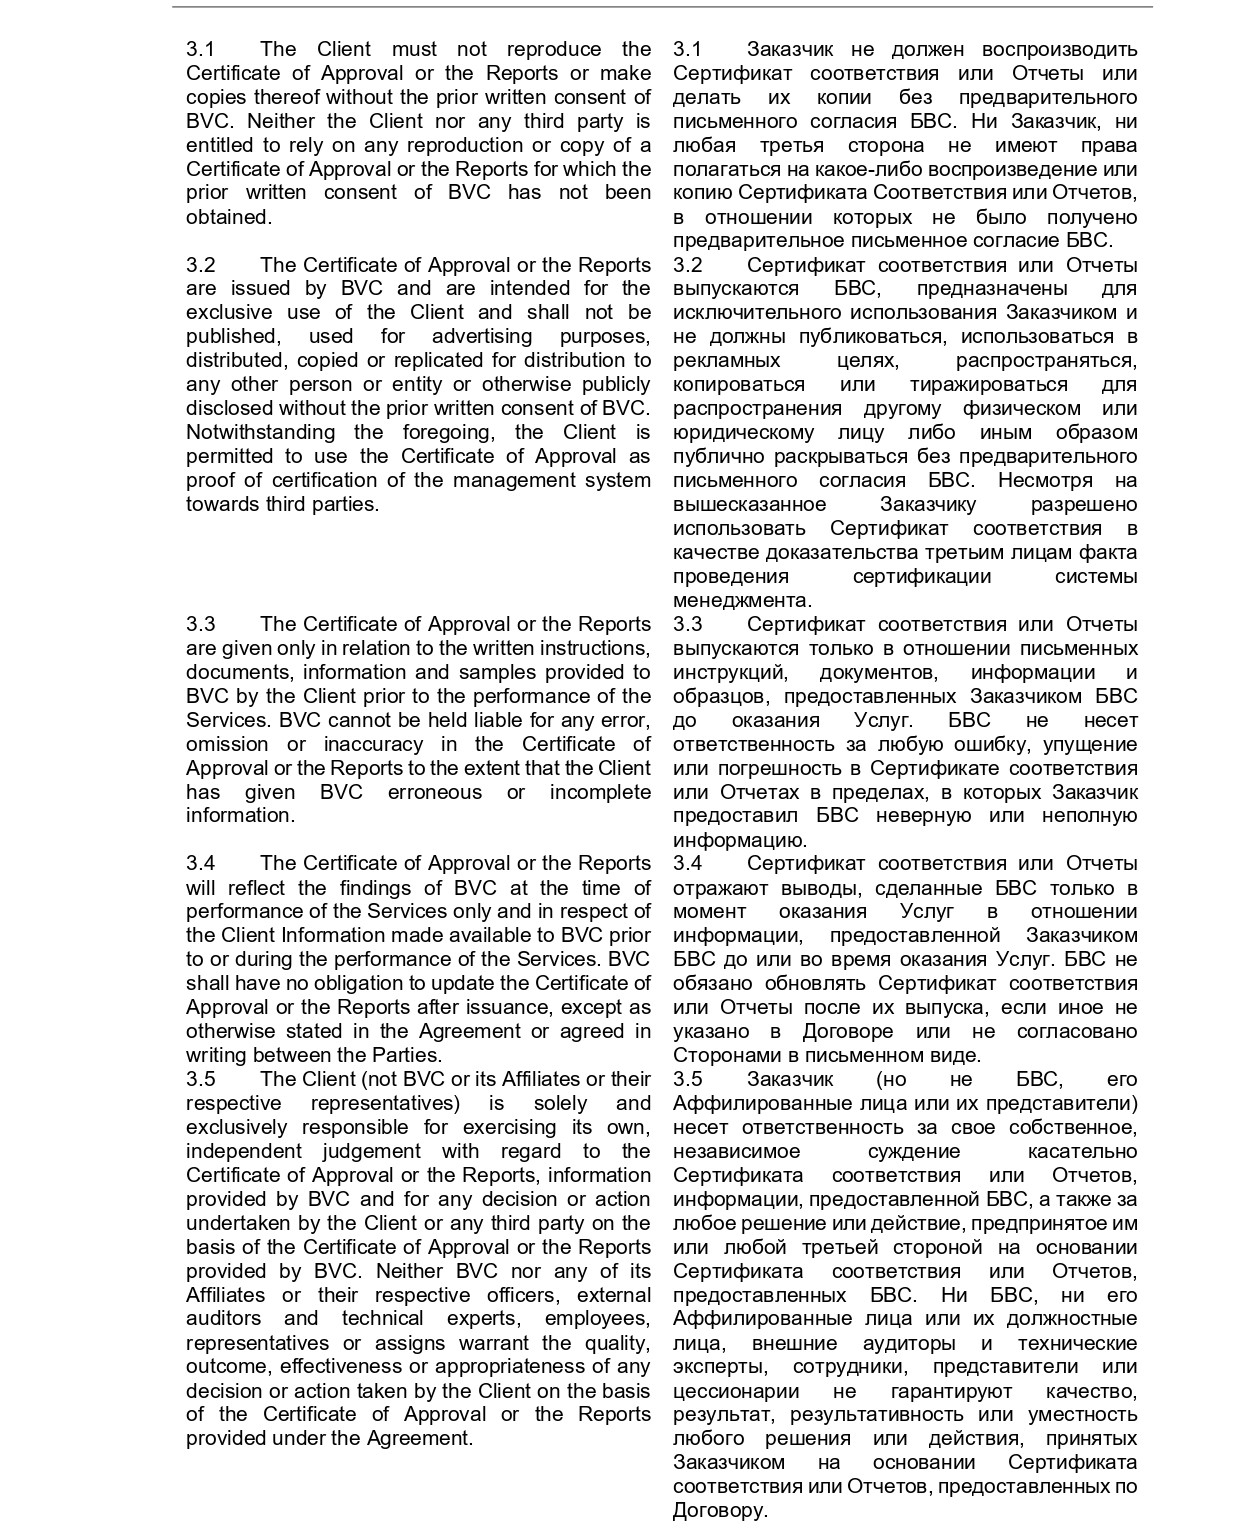 3.1 The Client must not reproduce the
Certificate of Approval or the Reports or make
copies thereof without the prior written consent of
BVC. Neither the Client nor any third party is
entitled to rely on any reproduction or copy of a
Certificate of Approval or the Reports for which the
prior written consent of BVC has not been
obtained.
3.2 The Certificate of Approval or the Reports
are issued by BVC and are intended for the
exclusive use of the Client and shall not be
published, used for advertising purposes,
distributed, copied or replicated for distribution to
any other person or entity or otherwise publicly
disclosed without the prior written consent of BVC.
Notwithstanding the foregoing, the Client is
permitted to use the Certificate of Approval as
proof of certification of the management system
towards third parties.
3.3 The Certificate of Approval or the Reports
are given only in relation to the written instructions,
documents, information and samples provided to
BVC by the Client prior to the performance of the
Services. BVC cannot be held liable for any error,
omission or inaccuracy in the Certificate of
Approval or the Reports to the extent that the Client
has given BVC erroneous or incomplete
information.
3.4 The Certificate of Approval or the Reports
will reflect the findings of BVC at the time of
performance of the Services only and in respect of
the Client Information made available to BVC prior
to or during the performance of the Services. BVC
shall have no obligation to update the Certificate of
Approval or the Reports after issuance, except as
otherwise stated in the Agreement or agreed in
writing between the Parties.
3.5 The Client (not BVC or its Affiliates or their
respective representatives) is solely and
exclusively responsible for exercising its own,
independent judgement with regard to the
Certificate of Approval or the Reports, information
provided by BVC and for any decision or action
undertaken by the Client or any third party on the
basis of the Certificate of Approval or the Reports
provided by BVC. Neither BVC nor any of its
Affiliates or their respective officers, external
auditors and technical experts, employees,
representatives or assigns warrant the quality,
outcome, effectiveness or appropriateness of any
decision or action taken by the Client on the basis
of the Certificate of Approval or the Reports
provided under the Agreement.
3.1 Заказчик не должен воспроизводить
Сертификат соответствия или Отчеты или
делать их копии без предварительного
письменного согласия БВС. Ни Заказчик, ни
любая третья сторона не имеют права
полагаться на какое-либо воспроизведение или
копию Сертификата Соответствия или Отчетов,
в отношении которых не было получено
предварительное письменное согласие БВС.
3.2 Сертификат соответствия или Отчеты
выпускаются БВС, предназначены для
исключительного использования Заказчиком и
не должны публиковаться, использоваться в
рекламных целях, распространяться,
копироваться или тиражироваться для
распространения другому физическом или
юридическому лицу либо иным образом
публично раскрываться без предварительного
письменного согласия БВС. Несмотря на
вышесказанное Заказчику разрешено
использовать Сертификат соответствия в
качестве доказательства третьим лицам факта
проведения сертификации системы
менеджмента.
3.3 Сертификат соответствия или Отчеты
выпускаются только в отношении письменных
инструкций, документов, информации и
образцов, предоставленных Заказчиком БВС
до оказания Услуг. БВС не несет
ответственность за любую ошибку, упущение
или погрешность в Сертификате соответствия
или Отчетах в пределах, в которых Заказчик
предоставил БВС неверную или неполную
информацию.
3.4 Сертификат соответствия или Отчеты
отражают выводы, сделанные БВС только в
момент оказания Услуг в отношении
информации, предоставленной Заказчиком
БВС до или во время оказания Услуг. БВС не
обязано обновлять Сертификат соответствия
или Отчеты после их выпуска, если иное не
указано в Договоре или не согласовано
Сторонами в письменном виде.
3.5 Заказчик (но не БВС, его
Аффилированные лица или их представители)
несет ответственность за свое собственное,
независимое суждение касательно
Сертификата соответствия или Отчетов,
информации, предоставленной БВС, а также за
любое решение или действие, предпринятое им
или любой третьей стороной на основании
Сертификата соответствия или Отчетов,
предоставленных БВС. Ни БВС, ни его
Аффилированные лица или их должностные
лица, внешние аудиторы и технические
эксперты, сотрудники, представители или
цессионарии не гарантируют качество,
результат, результативность или уместность
любого решения или действия, принятых
Заказчиком на основании Сертификата
соответствия или Отчетов, предоставленных по
Договору.